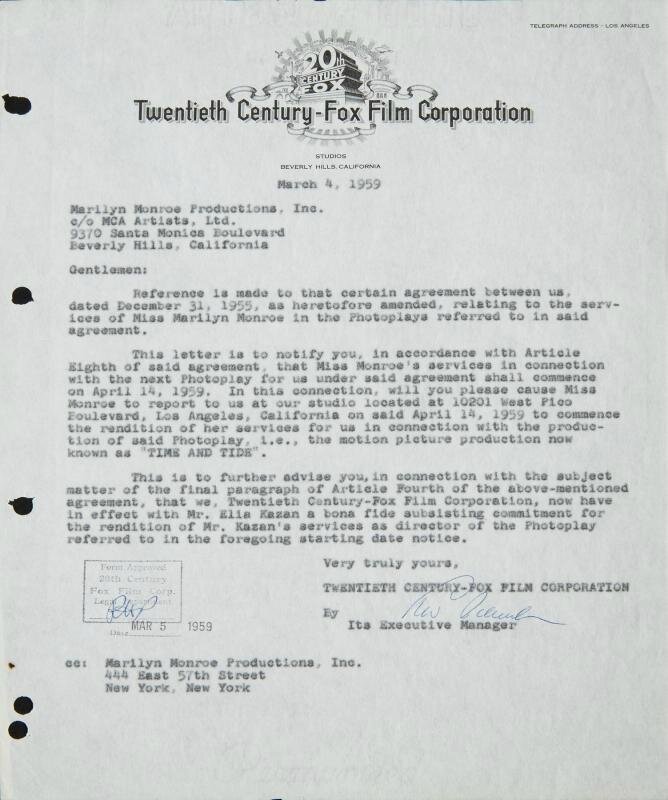 TELEGRAPH ADDRESS - LOS ANGELES
20th
CENTURY
FOX
Twentieth Century-Fox Film Corporation
STUDIOS
BEVERLY HILLS, CALIFORNIA
March 4, 1959
Marilyn Monroe Productions, Inc.
c/o MCA Artists, Ltd.
9370 Santa Monica Boulevard
Beverly Hills, California
Gentlemen:
Reference is made to that certain agreement between us,
dated December 31, 1955, as heretofore amended, relating to the serv-
ices of Miss Marilyn Monroe in the Photoplays referred to in said
agreement.
This letter is to notify you, in accordance with Article
Eighth of said agreement, that Miss Monroe's services in connection
with the next Photoplay for us under said agreement shall commence
on April 14, 1959. In this connection, will you please cause Miss
Monroe to report to us at our studio located at 10201 West Pico
Boulevard, Los Angeles, California on said April 14, 1959 to commence
the rendition of her services for us in connection with the produc-
tion of said Photoplay, i.e., the motion picture production now
known as "TIME AND TIDE".
This is to further advise you, in connection with the subject
matter of the final paragraph of Article Fourth of the above-mentioned
agreement, that we, Twentieth Century-Fox Film Corporation, now have
in effect with Mr. Elia Kazan a bona fide subsisting commitment for
the rendition of Mr. Kazan's services as director of the Photoplay
referred to in the foregoing starting date notice.
Very truly yours,
TWENTIETH CENTURY-FOX FILM CORPORATION
By
Its Executive Manager
Form Approved
20th Century
Fox Film Corp.
Legal Department
Date MAR 5 1959
cc: Marilyn Monroe Productions, Inc.
444 East 57th Street
New York, New York